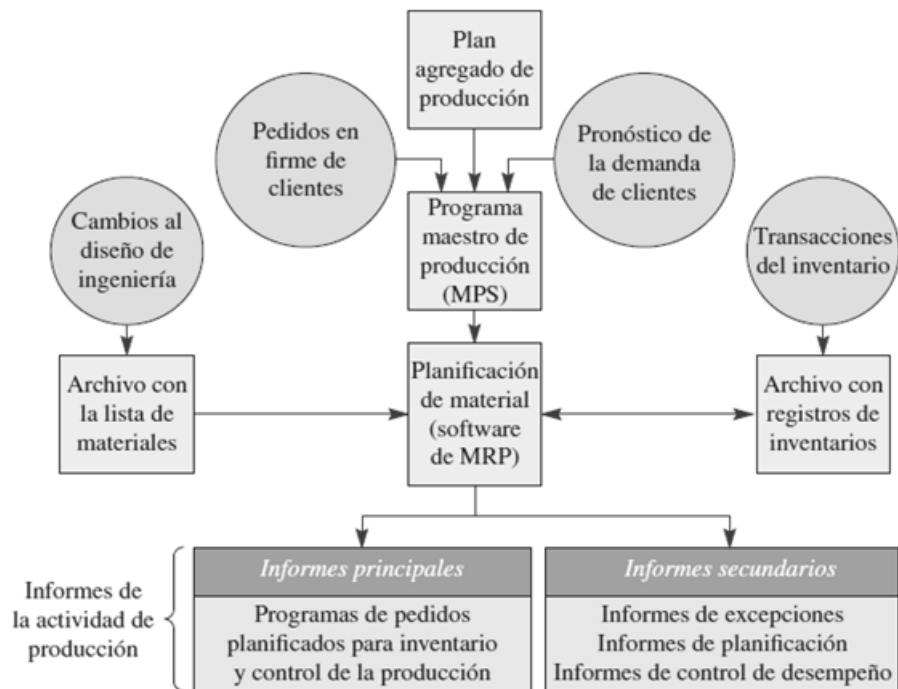 Plan
agregado de
producción
Pedidos en
firme de
clientes
Pronóstico de
la demanda
de clientes
Cambios al
diseño de
ingeniería
Programa
maestro de
producción
(MPS)
Transacciones
del inventario
Archivo con
la lista de
materiales
Planificación
de material
(software
de MRP)
Archivo con
registros de
inventarios
Informes de
la actividad de
producción
Informes principales
Programas de pedidos
planificados para inventario
y control de la producción
Informes secundarios
Informes de excepciones
Informes de planificación
Informes de control de desempeño